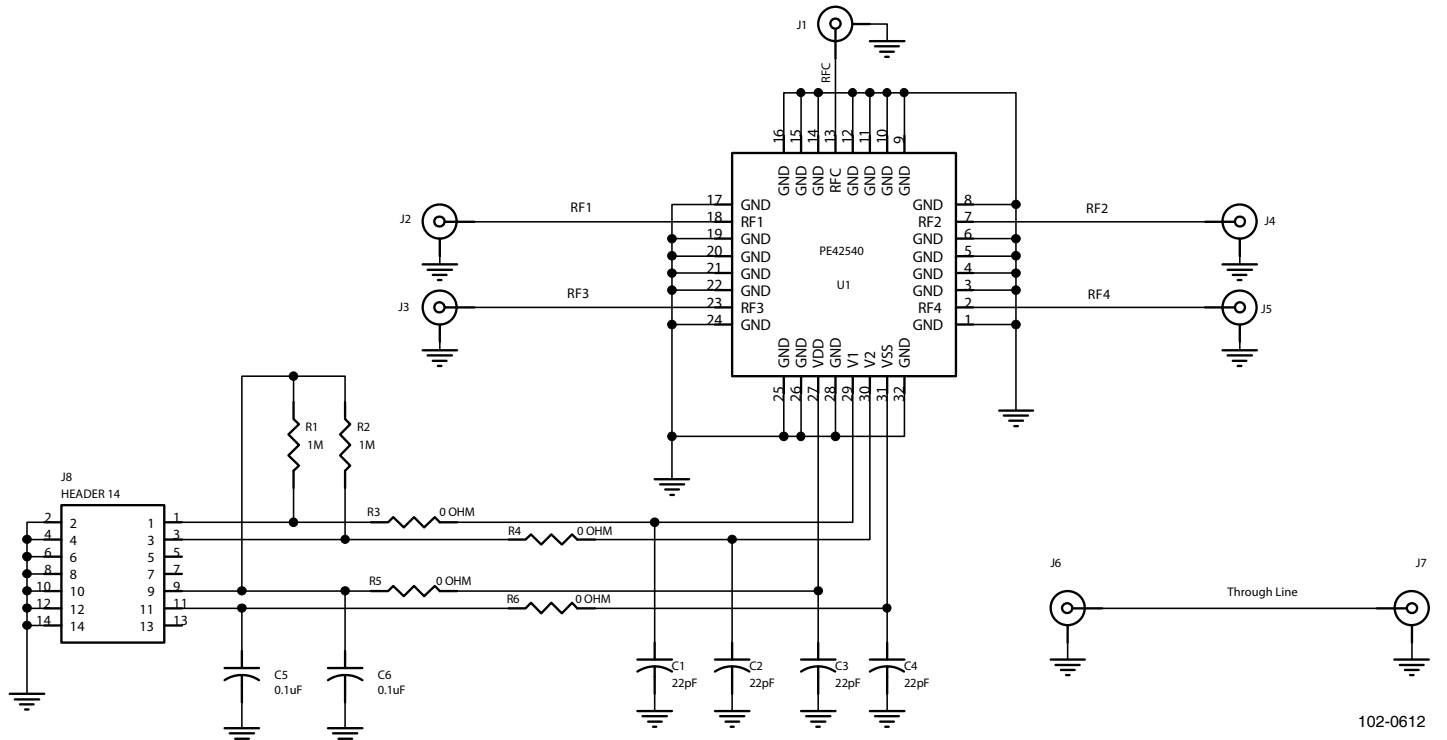 J1
RFC
16 15 14 13 12 11 10 9
GND GND GND RFC GND GND GND GND
17 GND GND 8
J2 RF1 18 RF1 RF2 7 RF2 J4
19 GND GND 6
20 GND PE42540 GND 5
21 GND GND 4
22 GND U1 GND 3
J3 RF3 23 RF3 RF4 2 RF4 J5
24 GND GND 1
GND GND VDD GND V1 V2 VSS GND
25 26 27 28 29 30 31 32
R1 R2
1M 1M
J8
HEADER 14
2 2 1 1 R3 0 OHM
4 4 3 3 R4 0 OHM
6 6 5 5
8 8 7 7
10 10 9 9 R5 0 OHM
12 12 11 11 R6 0 OHM
14 14 13 13
J6 J7
Through Line
C5 C6 C1 C2 C3 C4
0.1uF 0.1uF 22pF 22pF 22pF 22pF
102-0612